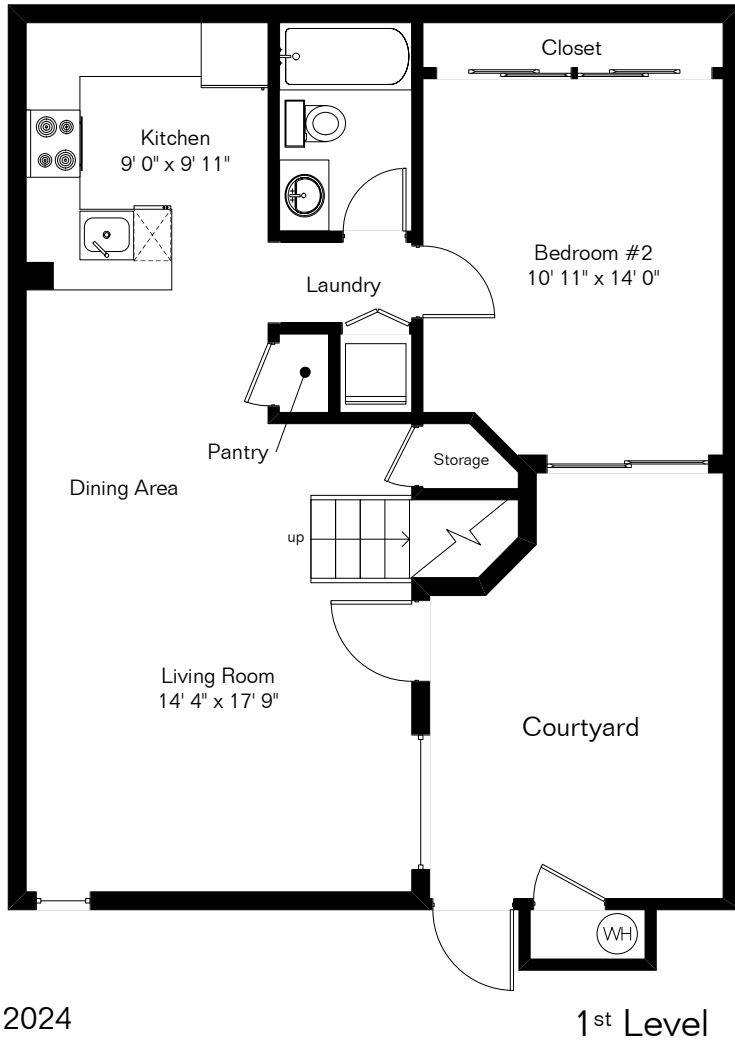 Closet
Kitchen
9' 0" x 9' 11"
Bedroom #2
10' 11" x 14' 0"
Laundry
Pantry
Storage
Dining Area
up
Living Room
14' 4" x 17' 9"
Courtyard
WH
2024
1st Level